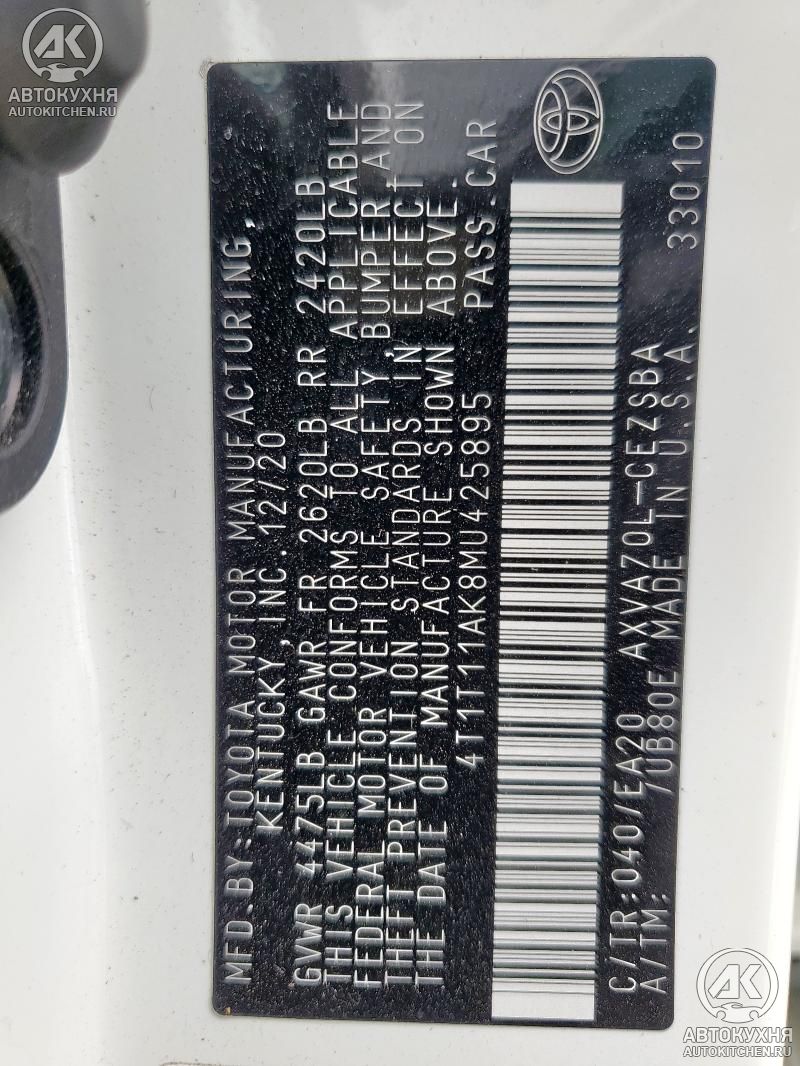 АВТОКУХНЯ
AUTOKITCHEN.RU
MFD.BY:TOYOTA MOTOR MANUFACTURING,
KENTUCKY, INC. 12/20
GVWR 4475LB GAWR FR 2620LB RR 2420LB
THIS VEHICLE CONFORMS TO ALL APPLICABLE
FEDERAL MOTOR VEHICLE SAFETY, BUMPER, AND
THEFT PREVENTION STANDARDS IN EFFECT ON
THE DATE OF MANUFACTURE SHOWN ABOVE.
4T1T11AK8MU425895 PASS.CAR
C/TR:040/EA20 AXVA70L-CEZSBA 33010
A/TM: /UB80E MADE IN U.S.A.
АВТОКУХНЯ
AUTOKITCHEN.RU